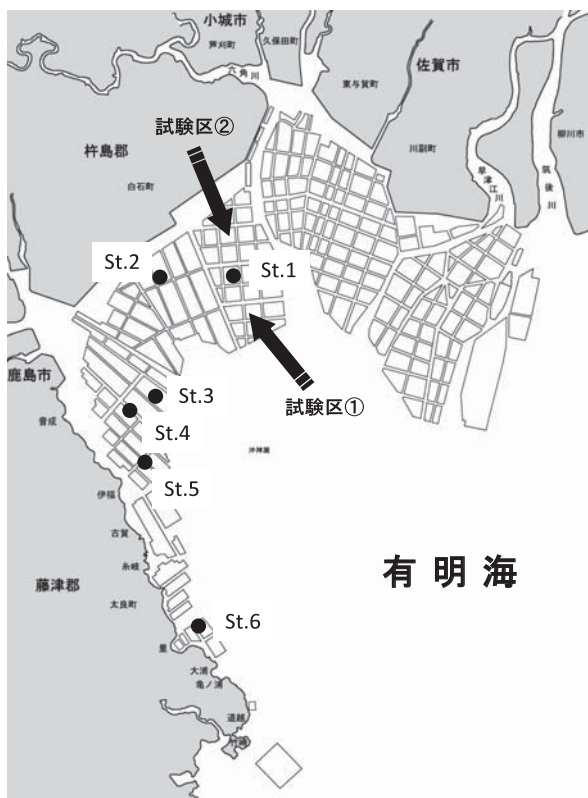 小城市
芦刈町
久保田町
六角川
東与賀町
佐賀市
試験区②
杵島郡
川副町
柳川市
早津江川
筑後川
白石町
St.2
St.1
鹿島市
St.3
試験区①
音成
St.4
St.5
伊福
古賀
有明海
糸岐
藤津郡
太良町
St.6
里
大浦
亀ノ浦
道越
竹崎